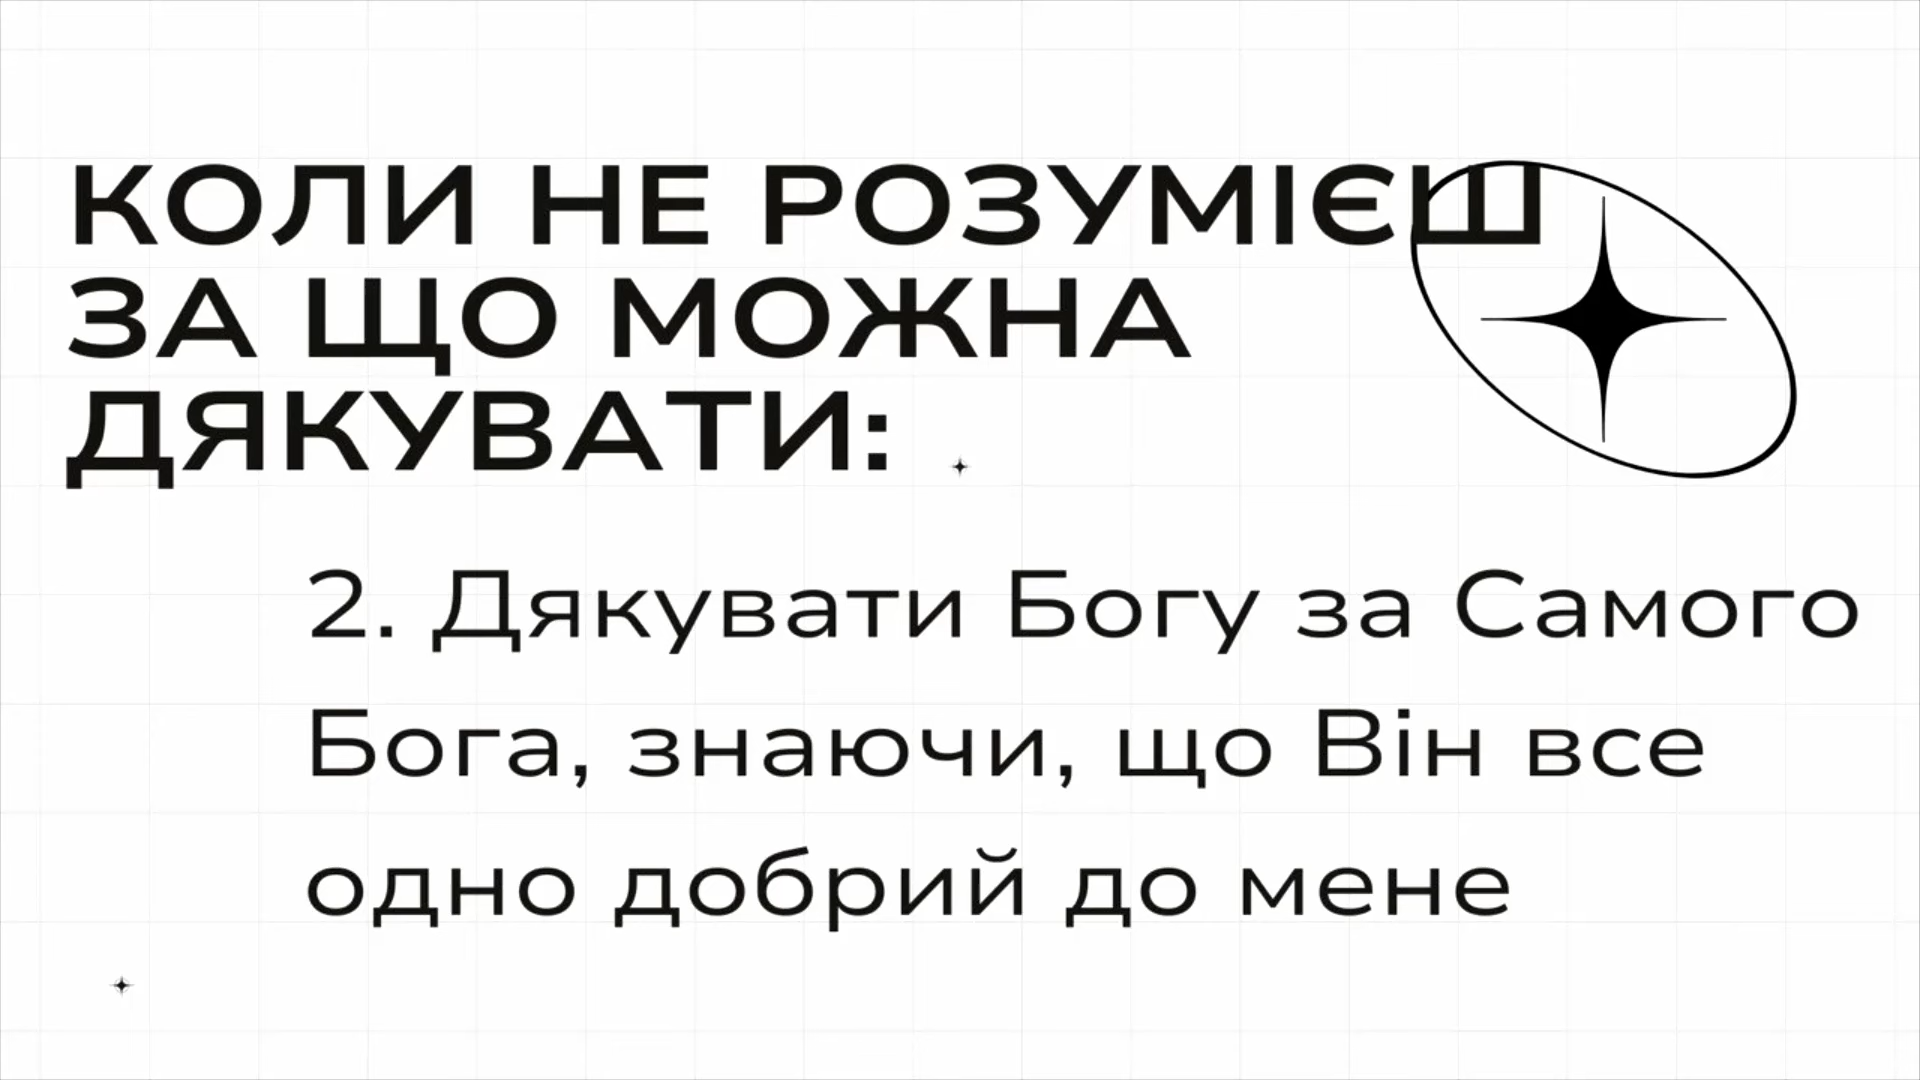 КОЛИ НЕ РОЗУМІЄШ
ЗА ЩО МОЖНА
ДЯКУВАТИ:
2. Дякувати Богу за Самого
Бога, знаючи, що Він все
одно добрий до мене